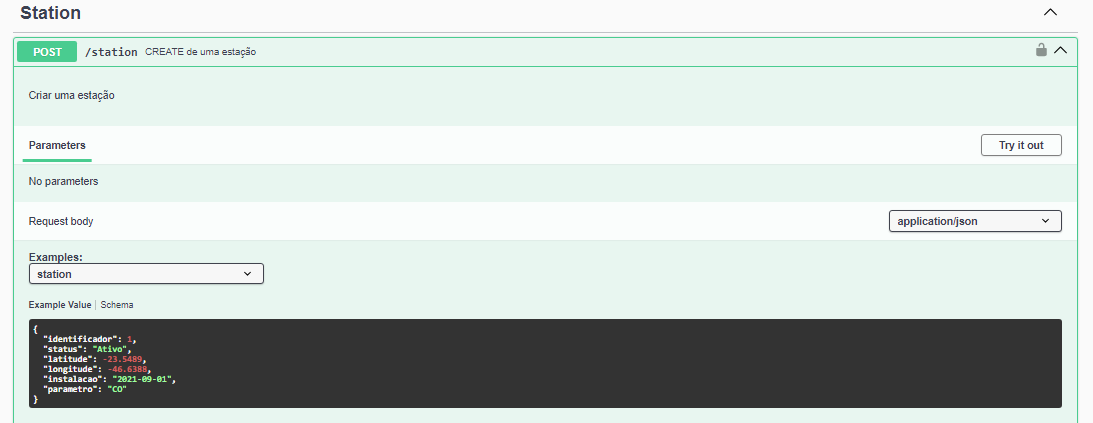 Station
POST /station CREATE de uma estação
Criar uma estação
Parameters Try it out
No parameters
Request body application/json
Examples:
station
Example Value | Schema
{
"identificador": 1,
"status": "Ativo",
"latitude": -23.5489,
"longitude": -46.6388,
"instalacao": "2021-09-01",
"parametro": "CO"
}